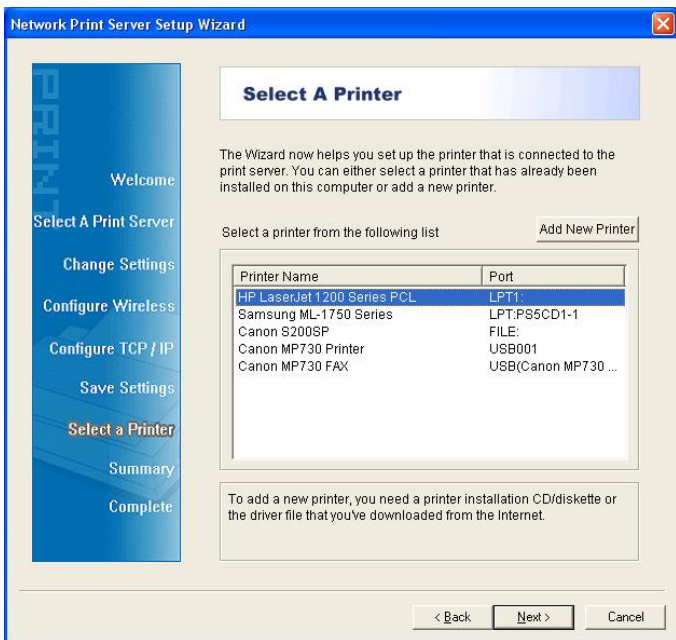 Network Print Server Setup Wizard
PRINT
Welcome
Select A Print Server
Change Settings
Configure Wireless
Configure TCP / IP
Save Settings
Select a Printer
Summary
Complete
Select A Printer
The Wizard now helps you set up the printer that is connected to the
print server. You can either select a printer that has already been
installed on this computer or add a new printer.
Select a printer from the following list
Add New Printer
Printer Name Port
HP LaserJet 1200 Series PCL LPT1:
Samsung ML-1750 Series LPT:PS5CD1-1
Canon S200SP FILE:
Canon MP730 Printer USB001
Canon MP730 FAX USB(Canon MP730 ...
To add a new printer, you need a printer installation CD/diskette or
the driver file that you've downloaded from the Internet.
< Back Next > Cancel